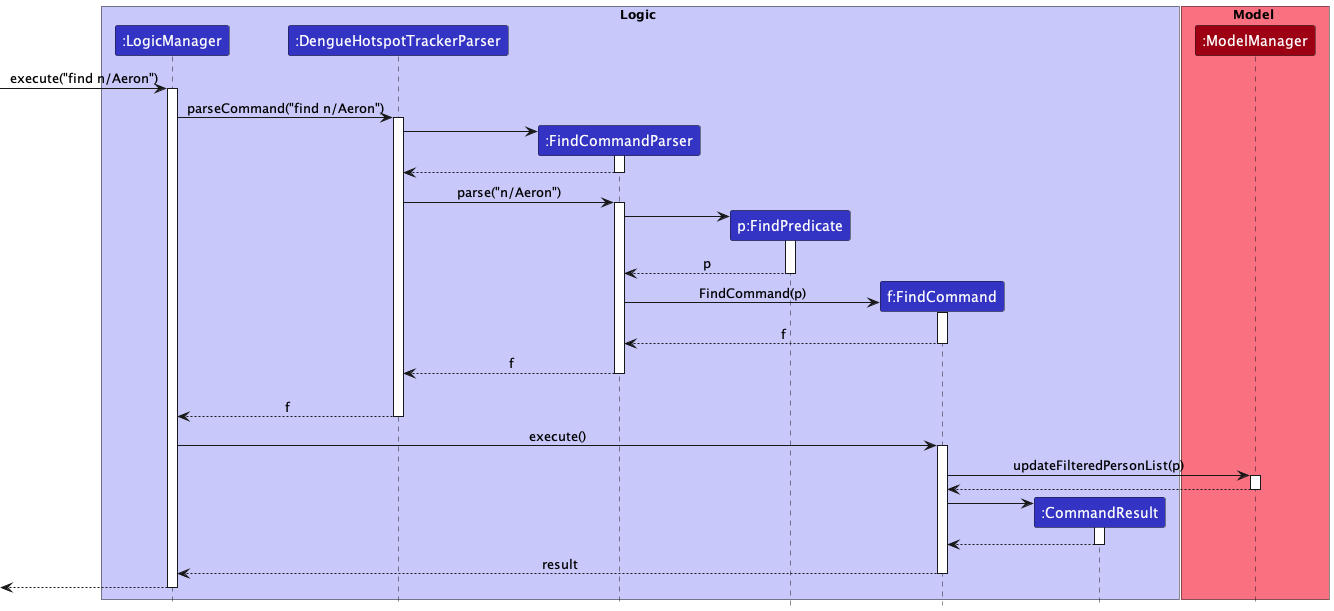 Logic
Model
:LogicManager
:DengueHotspotTrackerParser
:ModelManager
execute("find n/Aeron")
parseCommand("find n/Aeron")
:FindCommandParser
parse("n/Aeron")
p:FindPredicate
p
FindCommand(p)
f:FindCommand
f
f
f
execute()
updateFilteredPersonList(p)
:CommandResult
result